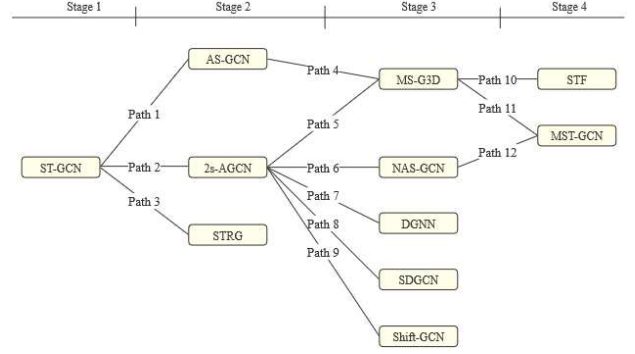 Stage 1 Stage 2 Stage 3 Stage 4
AS-GCN
Path 4
MS-G3D
Path 10
STF
Path 1
Path 5
Path 11
MST-GCN
ST-GCN
Path 2
2s-AGCN
Path 6
NAS-GCN
Path 12
Path 3
Path 7
STRG
Path 8
DGNN
Path 9
SDGCN
Shift-GCN